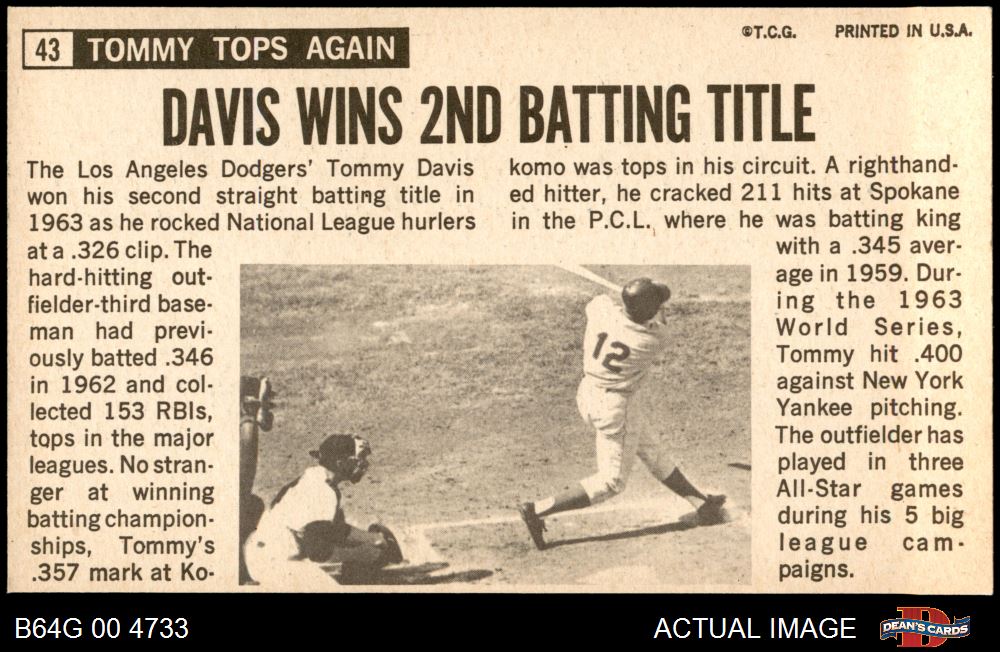 43 TOMMY TOPS AGAIN
©T.C.G. PRINTED IN U.S.A.
DAVIS WINS 2ND BATTING TITLE
The Los Angeles Dodgers' Tommy Davis
won his second straight batting title in
1963 as he rocked National League hurlers
at a .326 clip. The
hard-hitting out-
fielder-third base-
man had previ-
ously batted .346
in 1962 and col-
lected 153 RBIs,
tops in the major
leagues. No stran-
ger at winning
batting champion-
ships, Tommy's
.357 mark at Ko-
komo was tops in his circuit. A righthand-
ed hitter, he cracked 211 hits at Spokane
in the P.C.L., where he was batting king
with a .345 aver-
age in 1959. Dur-
ing the 1963
World Series,
Tommy hit .400
against New York
Yankee pitching.
The outfielder has
played in three
All-Star games
during his 5 big
league cam-
paigns.
12
B64G 00 4733
ACTUAL IMAGE
D
DEAN'S CARDS